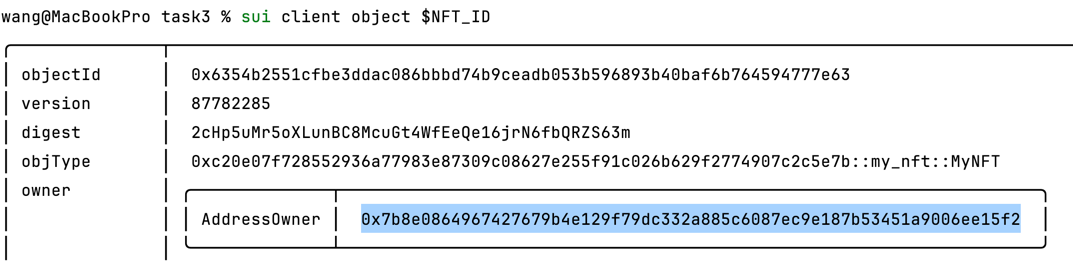 wang@MacBookPro task3 % sui client object $NFT_ID
objectId 0x6354b2551cfbe3ddac086bbbd74b9ceadb053b596893b40baf6b764594777e63
version 87782285
digest 2cHp5uMr5oXLunBC8McuGt4WfEeQe16jrN6fbQRZS63m
objType 0xc20e07f728552936a77983e87309c08627e255f91c026b629f2774907c2c5e7b::my_nft::MyNFT
owner
AddressOwner 0x7b8e0864967427679b4e129f79dc332a885c6087ec9e187b53451a9006ee15f2